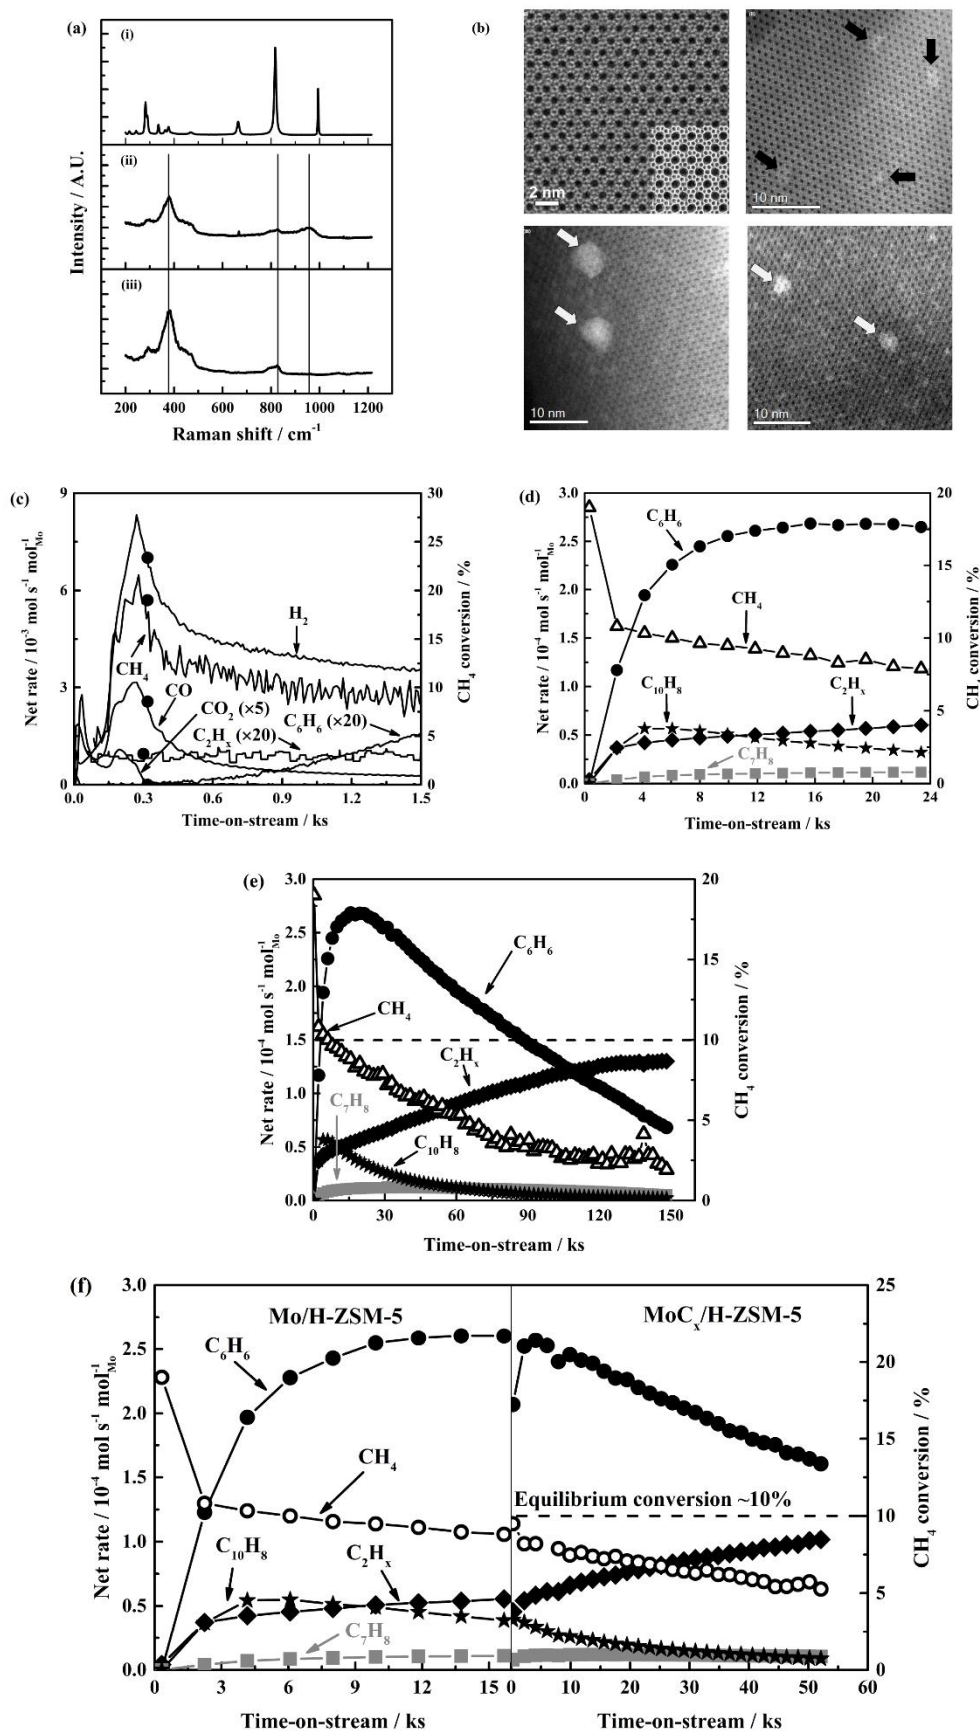 (a)
(i)
(ii)
(iii)
Intensity / A.U.
200 400 600 800 1000 1200
Raman shift / cm⁻¹
(b)
2 nm
10 nm
10 nm
10 nm
(c)
Net rate / 10⁻³ mol s⁻¹ mol⁻¹Mo
9
6
3
0
30
25
20
15
10
5
0
CH₄ conversion / %
H₂
CH₄
CO
CO₂ (×5)
C₆H₆ (×20)
C₂Hₓ (×20)
0.0 0.3 0.6 0.9 1.2 1.5
Time-on-stream / ks
(d)
Net rate / 10⁻⁴ mol s⁻¹ mol⁻¹Mo
3.0
2.5
2.0
1.5
1.0
0.5
0.0
20
15
10
5
0
CH₄ conversion / %
C₆H₆
CH₄
C₁₀H₈
C₂Hₓ
C₇H₈
0 4 8 12 16 20 24
Time-on-stream / ks
(e)
Net rate / 10⁻⁴ mol s⁻¹ mol⁻¹Mo
3.0
2.5
2.0
1.5
1.0
0.5
0.0
20
15
10
5
0
CH₄ conversion / %
C₆H₆
CH₄
C₂Hₓ
C₇H₈
C₁₀H₈
0 30 60 90 120 150
Time-on-stream / ks
(f)
Net rate / 10⁻⁴ mol s⁻¹ mol⁻¹Mo
3.0
2.5
2.0
1.5
1.0
0.5
0.0
25
20
15
10
5
0
CH₄ conversion / %
Mo/H-ZSM-5
MoCₓ/H-ZSM-5
C₆H₆
CH₄
Equilibrium conversion ~10%
C₁₀H₈
C₂Hₓ
C₇H₈
0 3 6 9 12 15 0 10 20 30 40 50 60
Time-on-stream / ks
Time-on-stream / ks